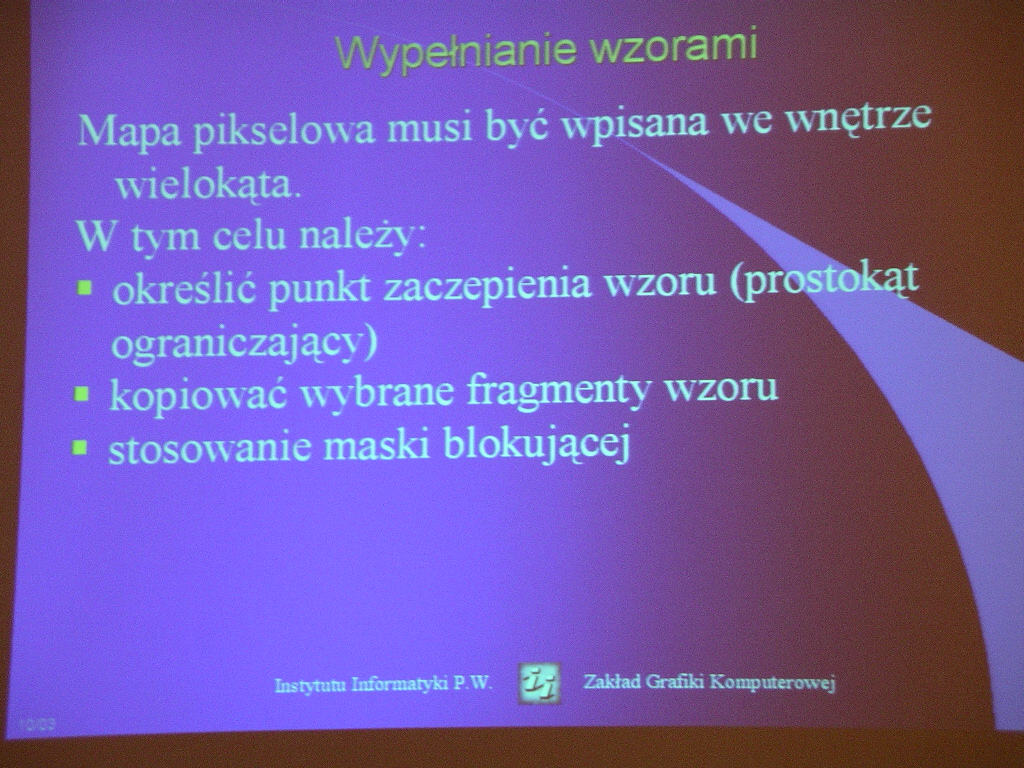 Wypełnianie wzorami
Mapa pikselowa musi być wpisana we wnętrze
wielokąta.
W tym celu należy:
▪ określić punkt zaczepienia wzoru (prostokąt
ograniczający)
▪ kopiować wybrane fragmenty wzoru
▪ stosowanie maski blokującej
Instytutu Informatyki P.W. ii Zakład Grafiki Komputerowej
10/03